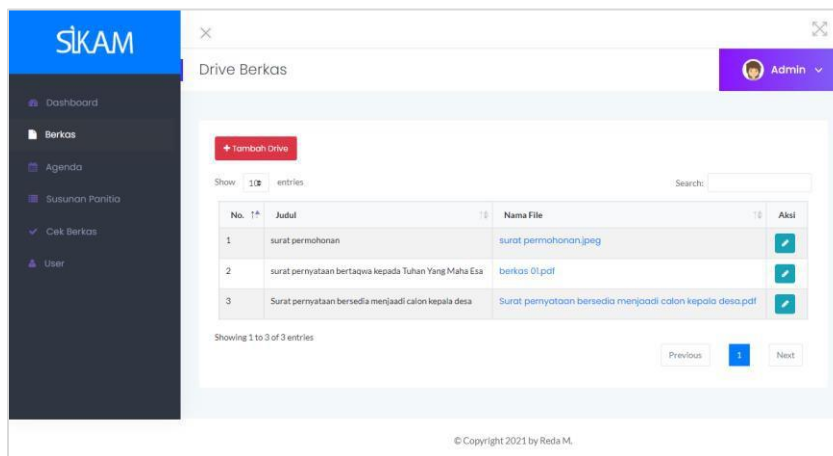 SIKAM
Drive Berkas
Admin
Dashboard
Berkas
Agenda
Susunan Panitia
Cek Berkas
User
+ Tambah Drive
Show 10 entries
Search:
No. Judul Nama File Aksi
1 surat permohonan surat permohonan.jpeg
2 surat pernyataan bertaqwa kepada Tuhan Yang Maha Esa berkas 01.pdf
3 Surat pernyataan bersedia menjaadi calon kepala desa Surat pernyataan bersedia menjaadi calon kepala desa.pdf
Showing 1 to 3 of 3 entries
Previous 1 Next
© Copyright 2021 by Reda M.